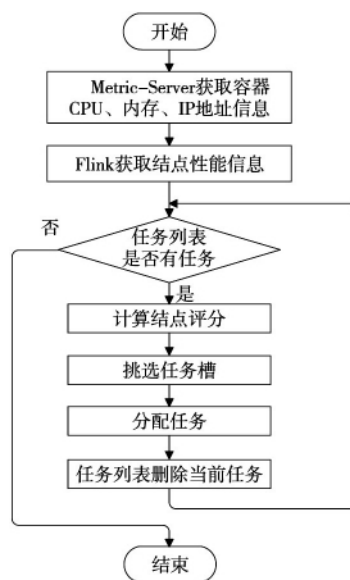 开始
Metric-Server获取容器
CPU、内存、IP地址信息
Flink获取结点性能信息
否
任务列表
是否有任务
是
计算结点评分
挑选任务槽
分配任务
任务列表删除当前任务
结束